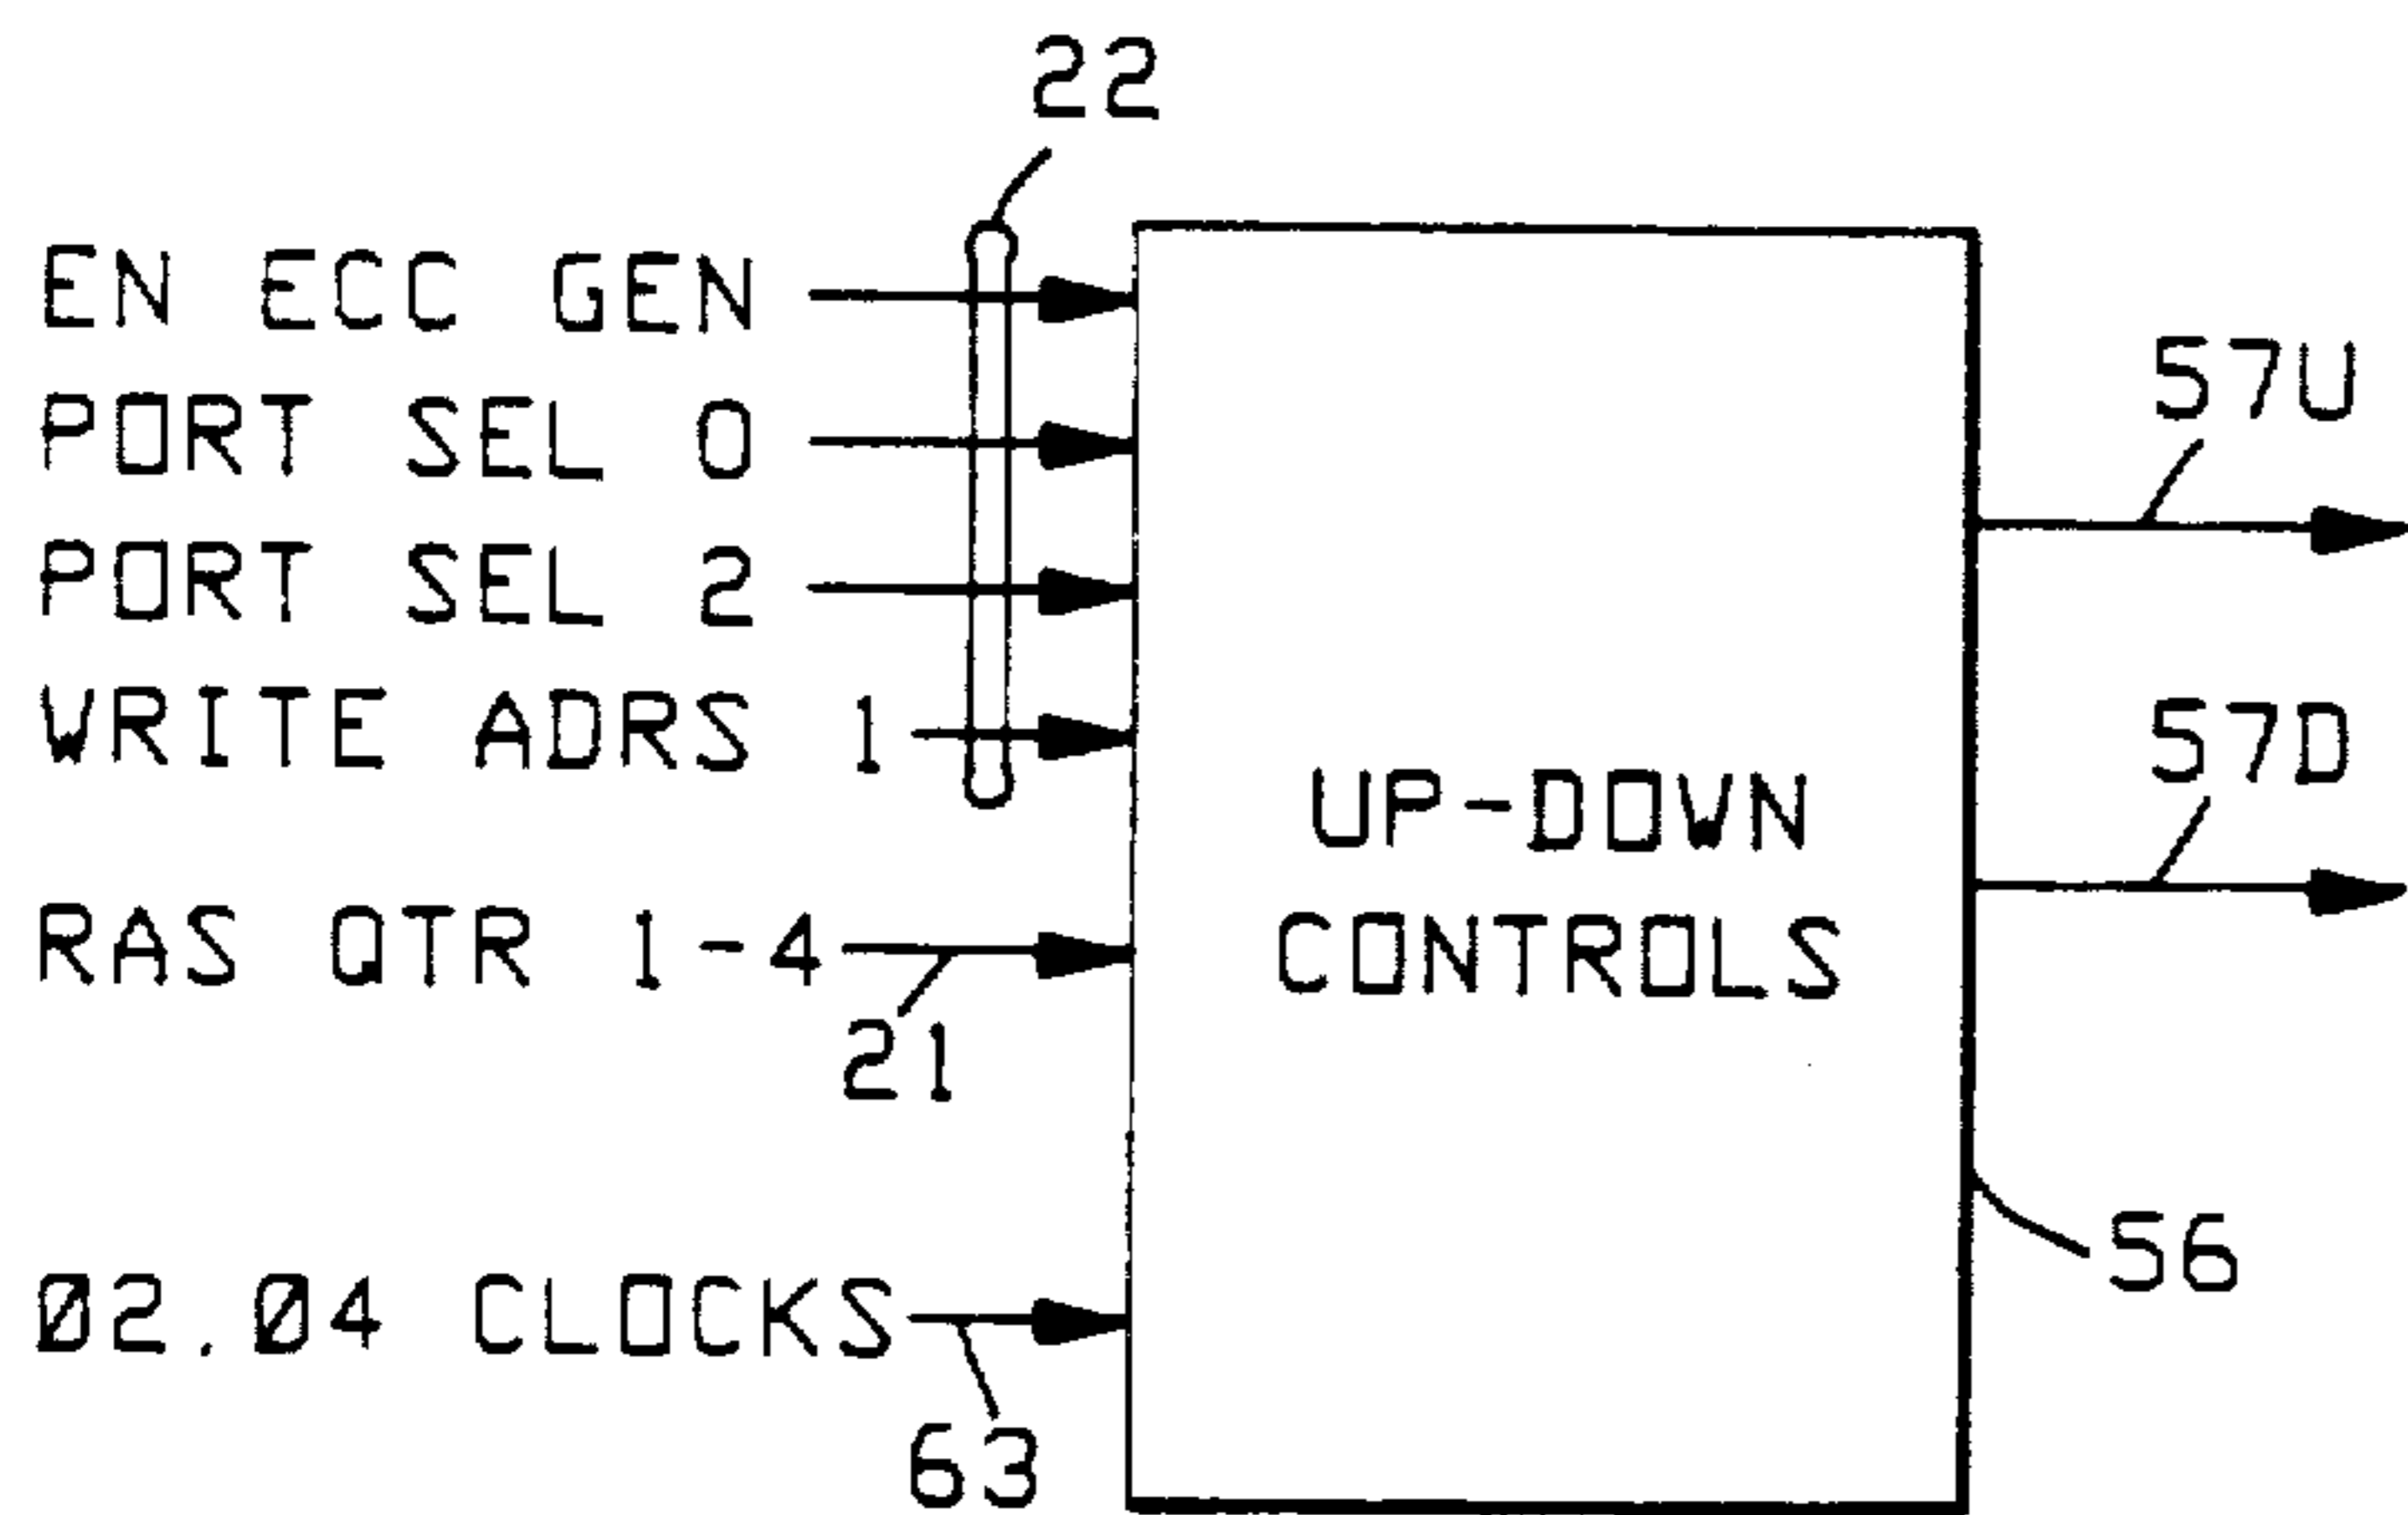 22
EN ECC GEN
PORT SEL 0
PORT SEL 2
WRITE ADRS 1
RAS QTR 1-4
21
Ø2,Ø4 CLOCKS
63
UP-DOWN
CONTROLS
57U
57D
56